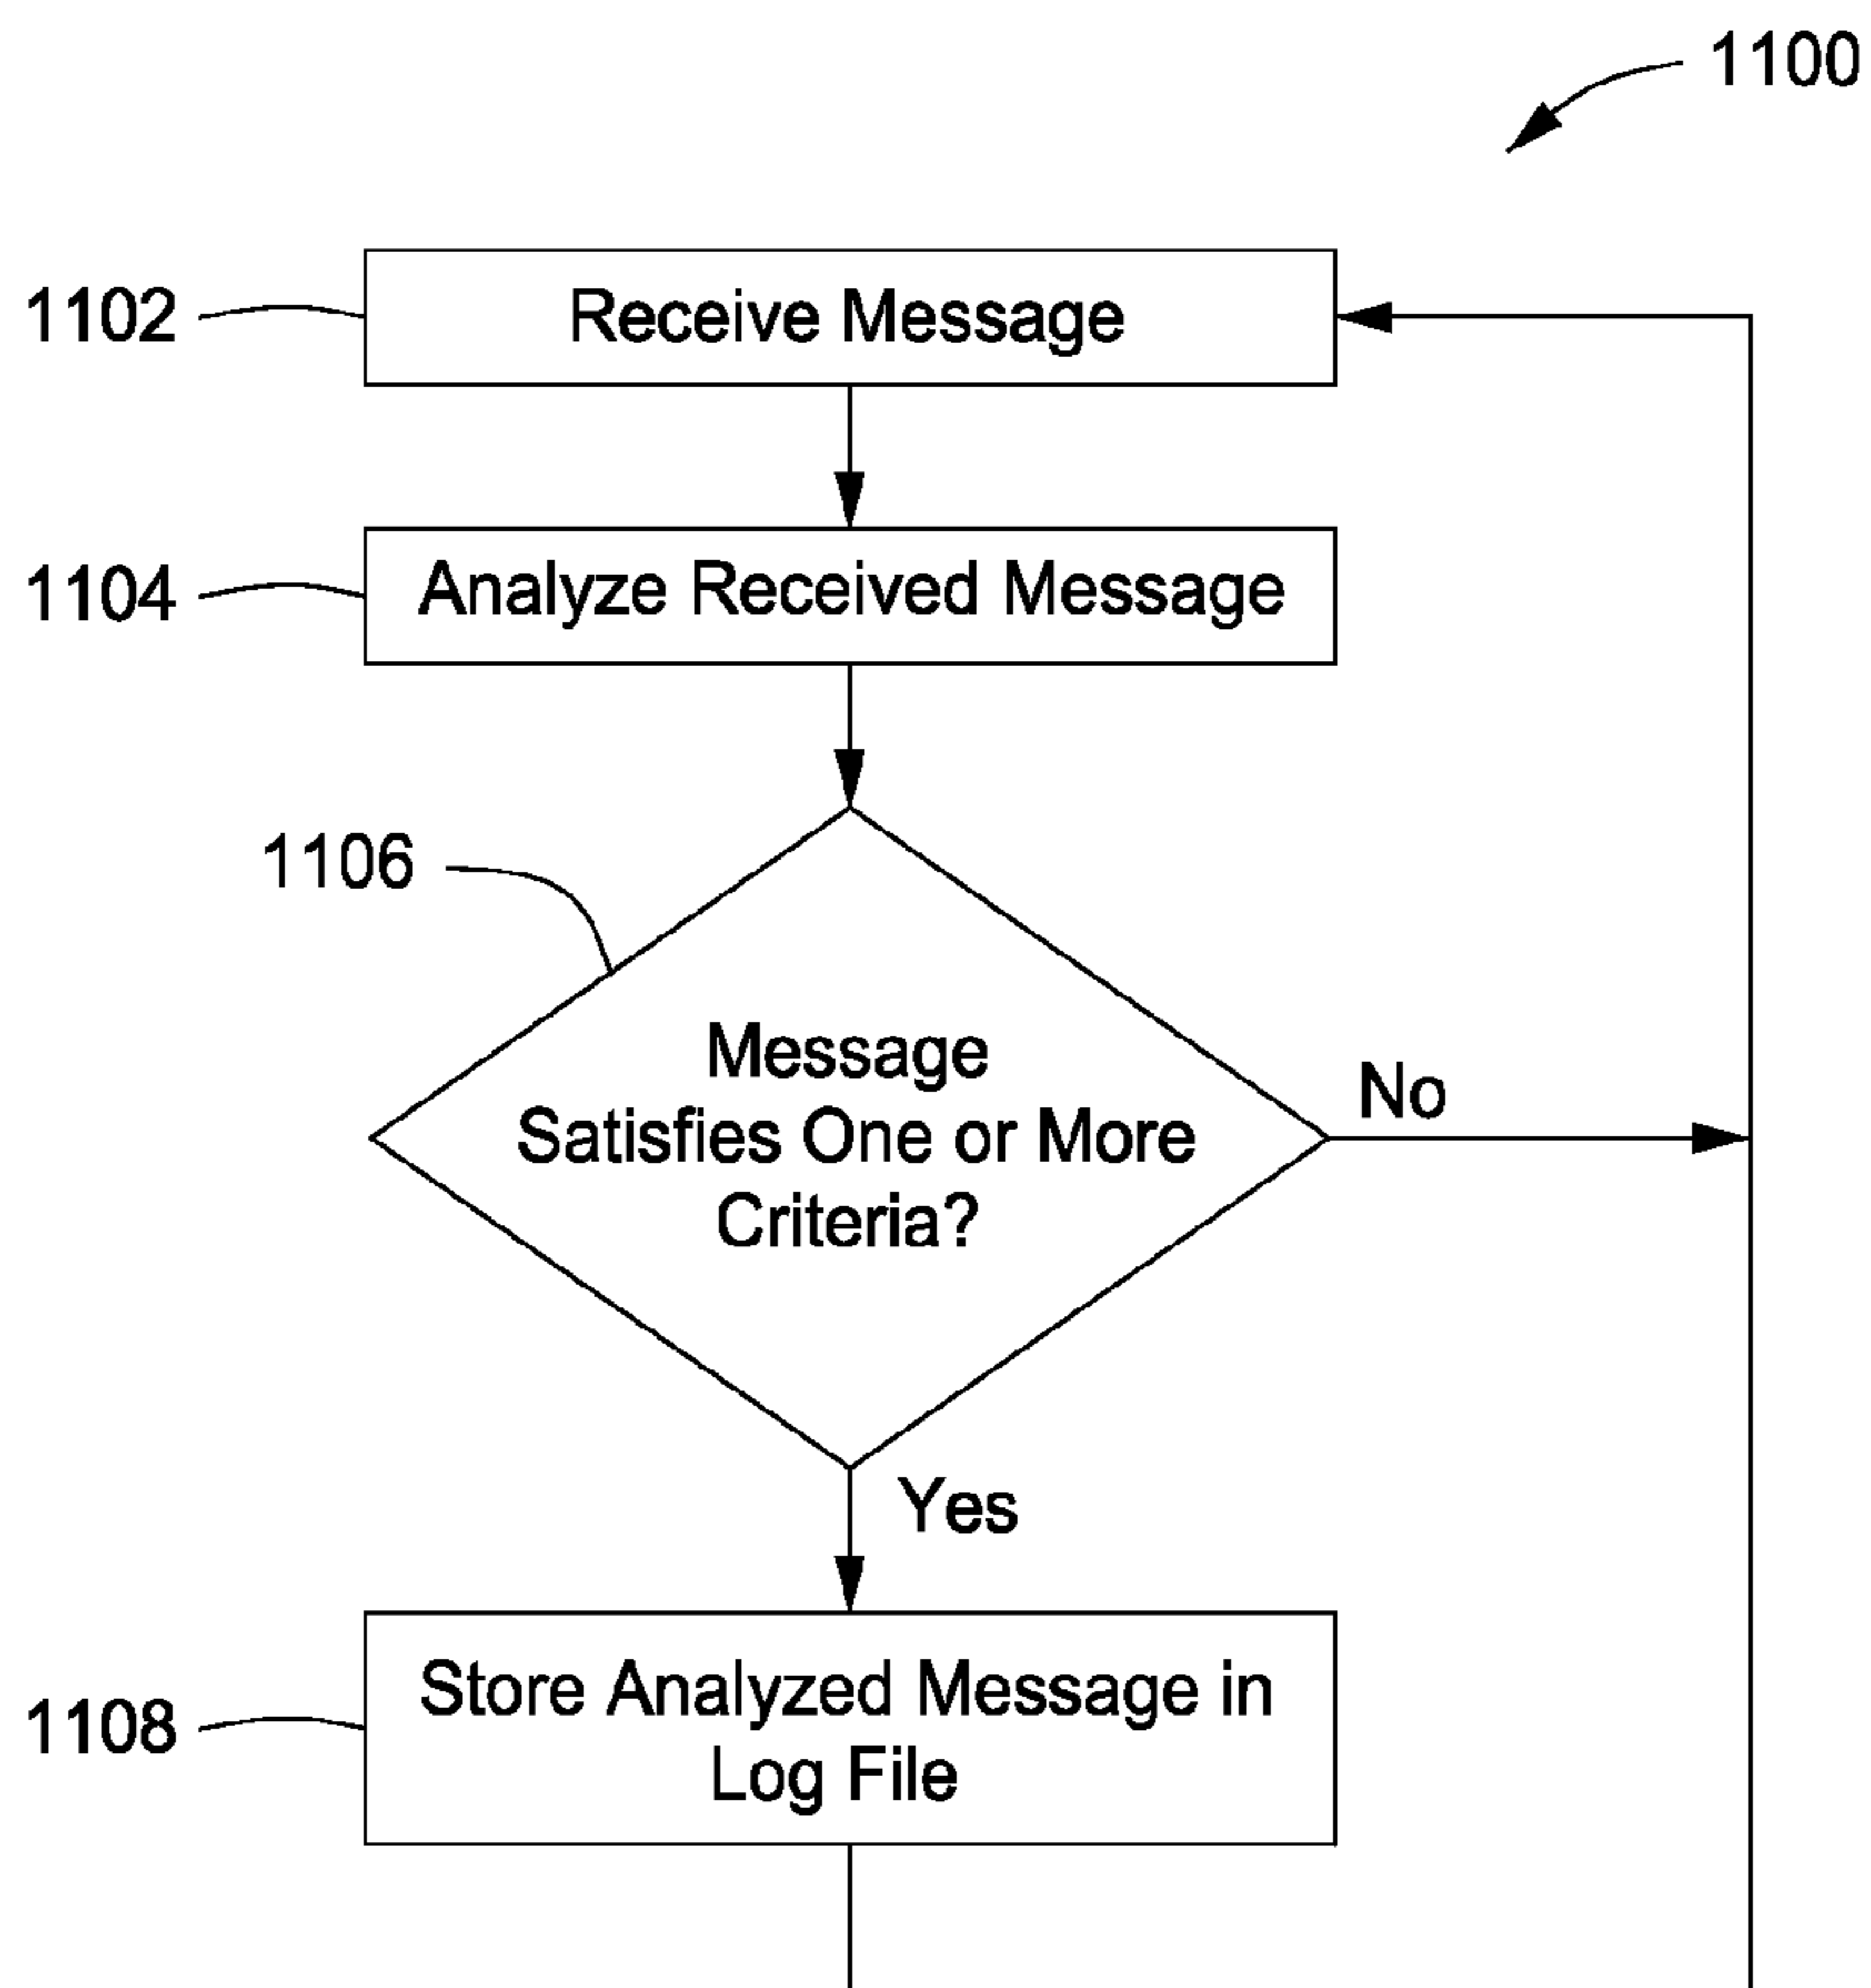 1100
1102
Receive Message
1104
Analyze Received Message
1106
Message
Satisfies One or More
Criteria?
No
Yes
1108
Store Analyzed Message in
Log File